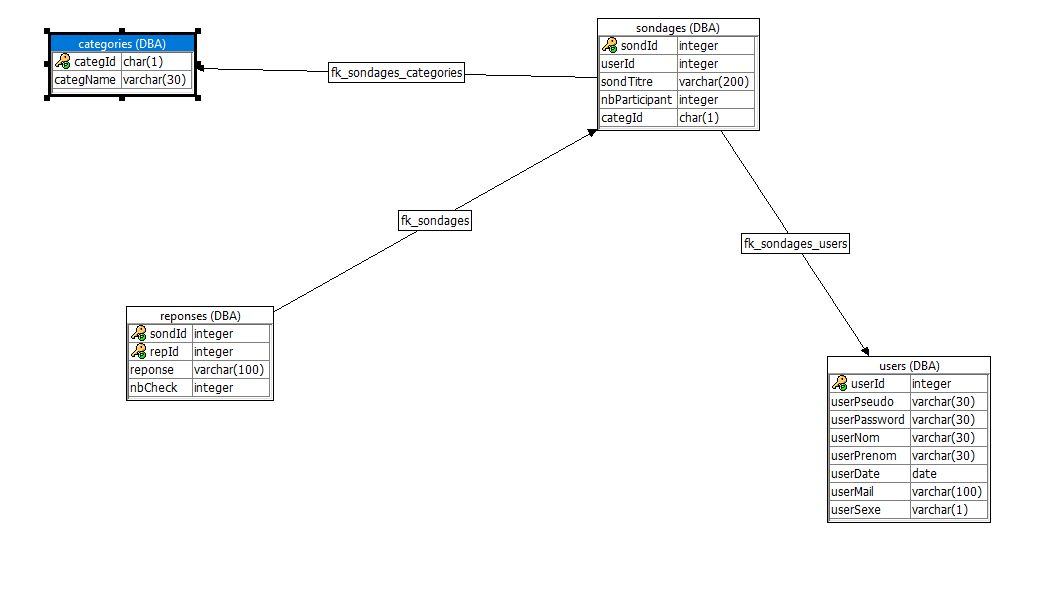 categories (DBA)
categId char(1)
categName varchar(30)
fk_sondages_categories
sondages (DBA)
sondId integer
userId integer
sondTitre varchar(200)
nbParticipant integer
categId char(1)
fk_sondages
fk_sondages_users
reponses (DBA)
sondId integer
repId integer
reponse varchar(100)
nbCheck integer
users (DBA)
userId integer
userPseudo varchar(30)
userPassword varchar(30)
userNom varchar(30)
userPrenom varchar(30)
userDate date
userMail varchar(100)
userSexe varchar(1)